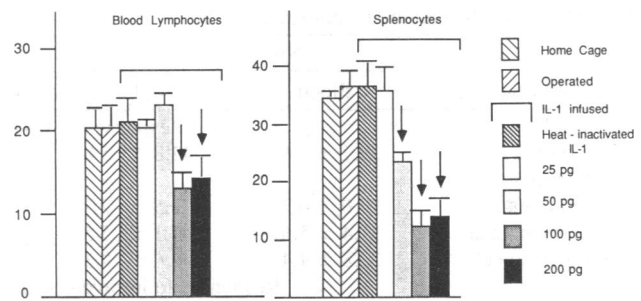 Blood Lymphocytes
30
20
10
0
Splenocytes
40
30
20
10
Home Cage
Operated
IL-1 infused
Heat - inactivated
IL-1
25 pg
50 pg
100 pg
200 pg